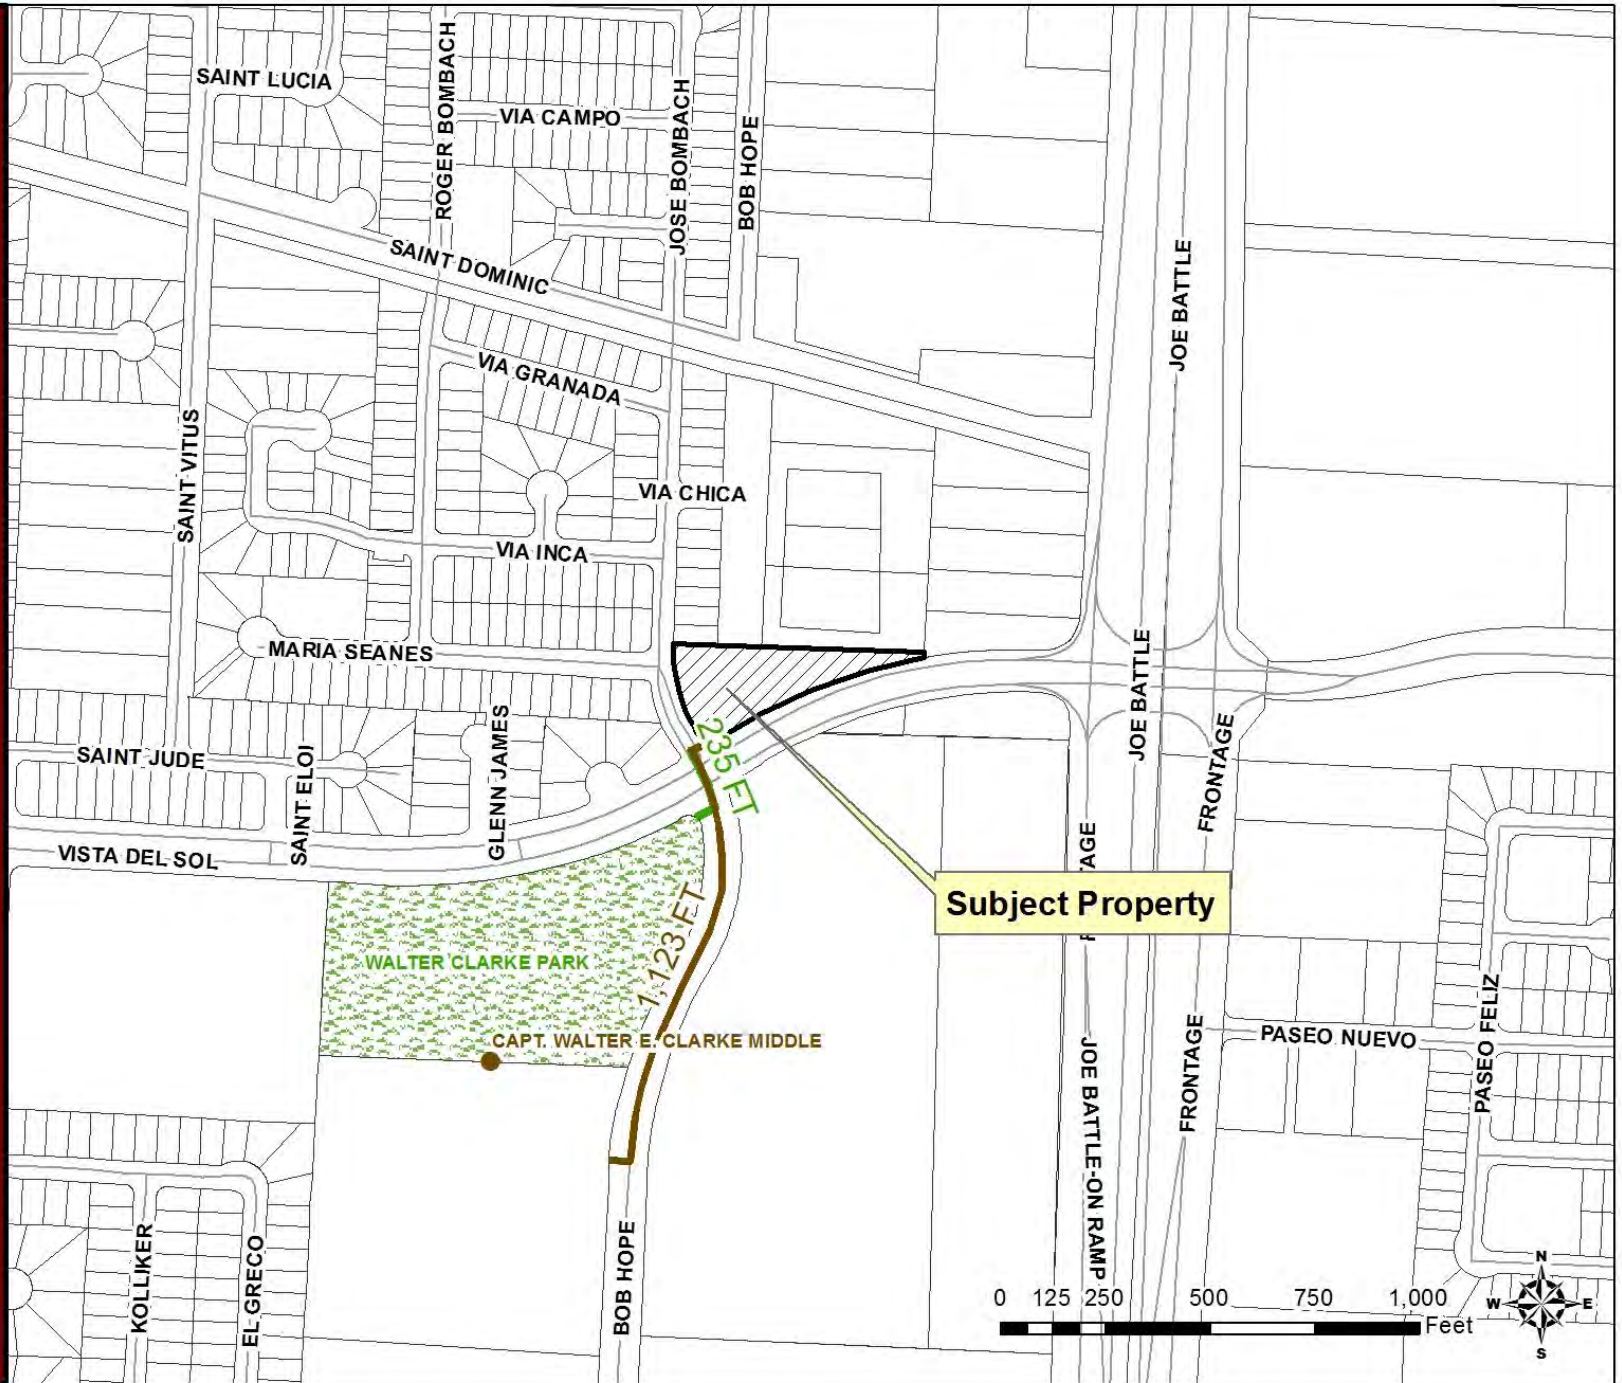 SAINT LUCIA
ROGER BOMBACH
VIA CAMPO
JOSE BOMBACH
BOB HOPE
SAINT DOMINIC
JOE BATTLE
JOE BATTLE
VIA GRANADA
SAINT VITUS
VIA CHICA
VIA INCA
MARIA SEANES
SAINT JUDE
SAINT ELOI
GLENN JAMES
235 FT
FRONTAGE
VISTA DEL SOL
Subject Property
WALTER CLARKE PARK
1,123 FT
CAPT. WALTER E. CLARKE MIDDLE
JOE BATTLE-ON RAMP
FRONTAGE
PASEO NUEVO
PASEO FELIZ
KOLLIKER
EL GRECO
BOB HOPE
0 125 250 500 750 1,000
Feet
N
W E
S